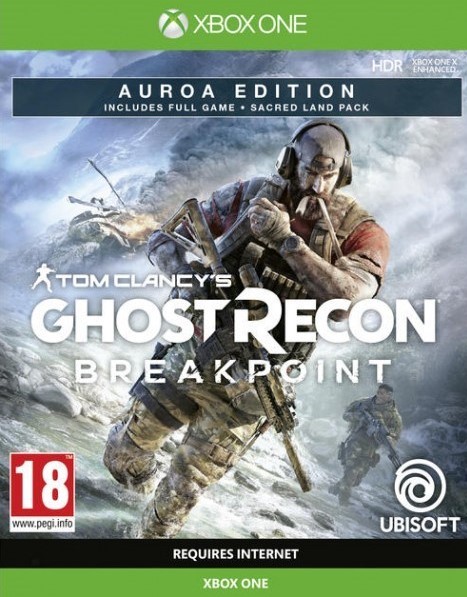 XBOX ONE
HDR
XBOX ONE X
ENHANCED
AUROA EDITION
INCLUDES FULL GAME • SACRED LAND PACK
TOM CLANCY'S
GHOST RECON
BREAKPOINT
18
www.pegi.info
UBISOFT
REQUIRES INTERNET
XBOX ONE